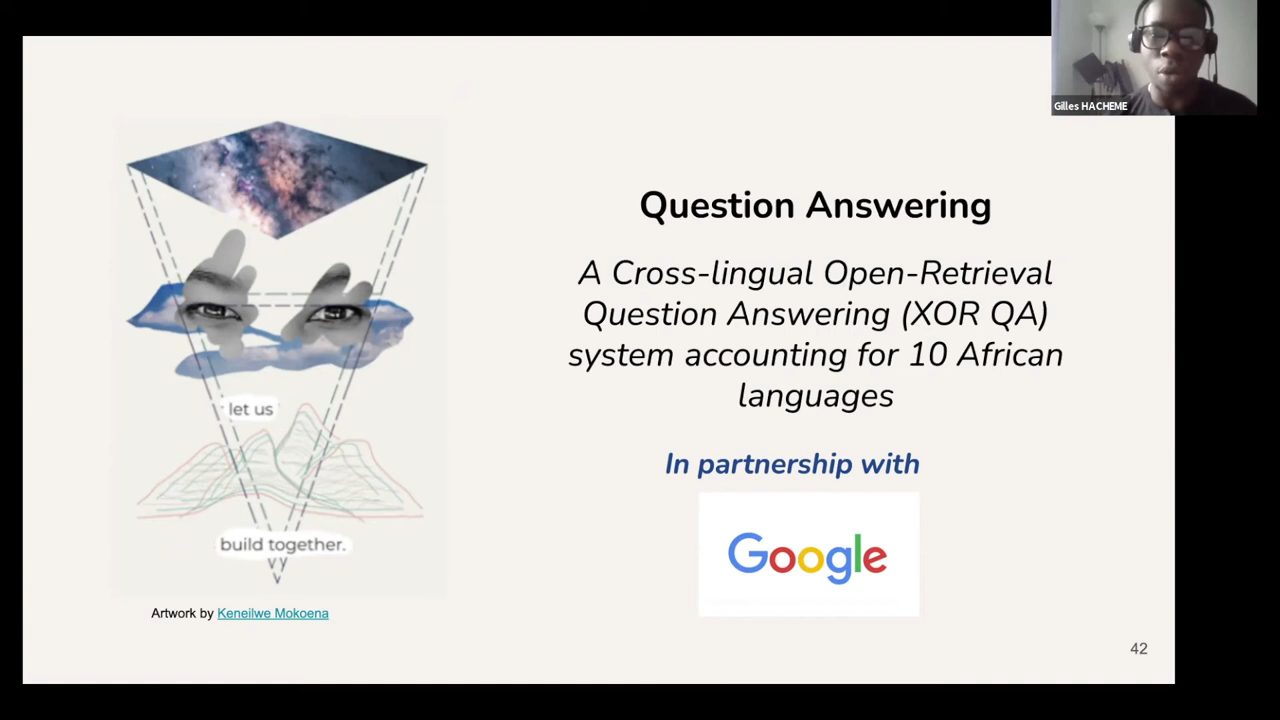 Gilles HACHEME
Question Answering
A Cross-lingual Open-Retrieval
Question Answering (XOR QA)
system accounting for 10 African
languages
In partnership with
Google
let us
build together.
Artwork by Keneilwe Mokoena
42